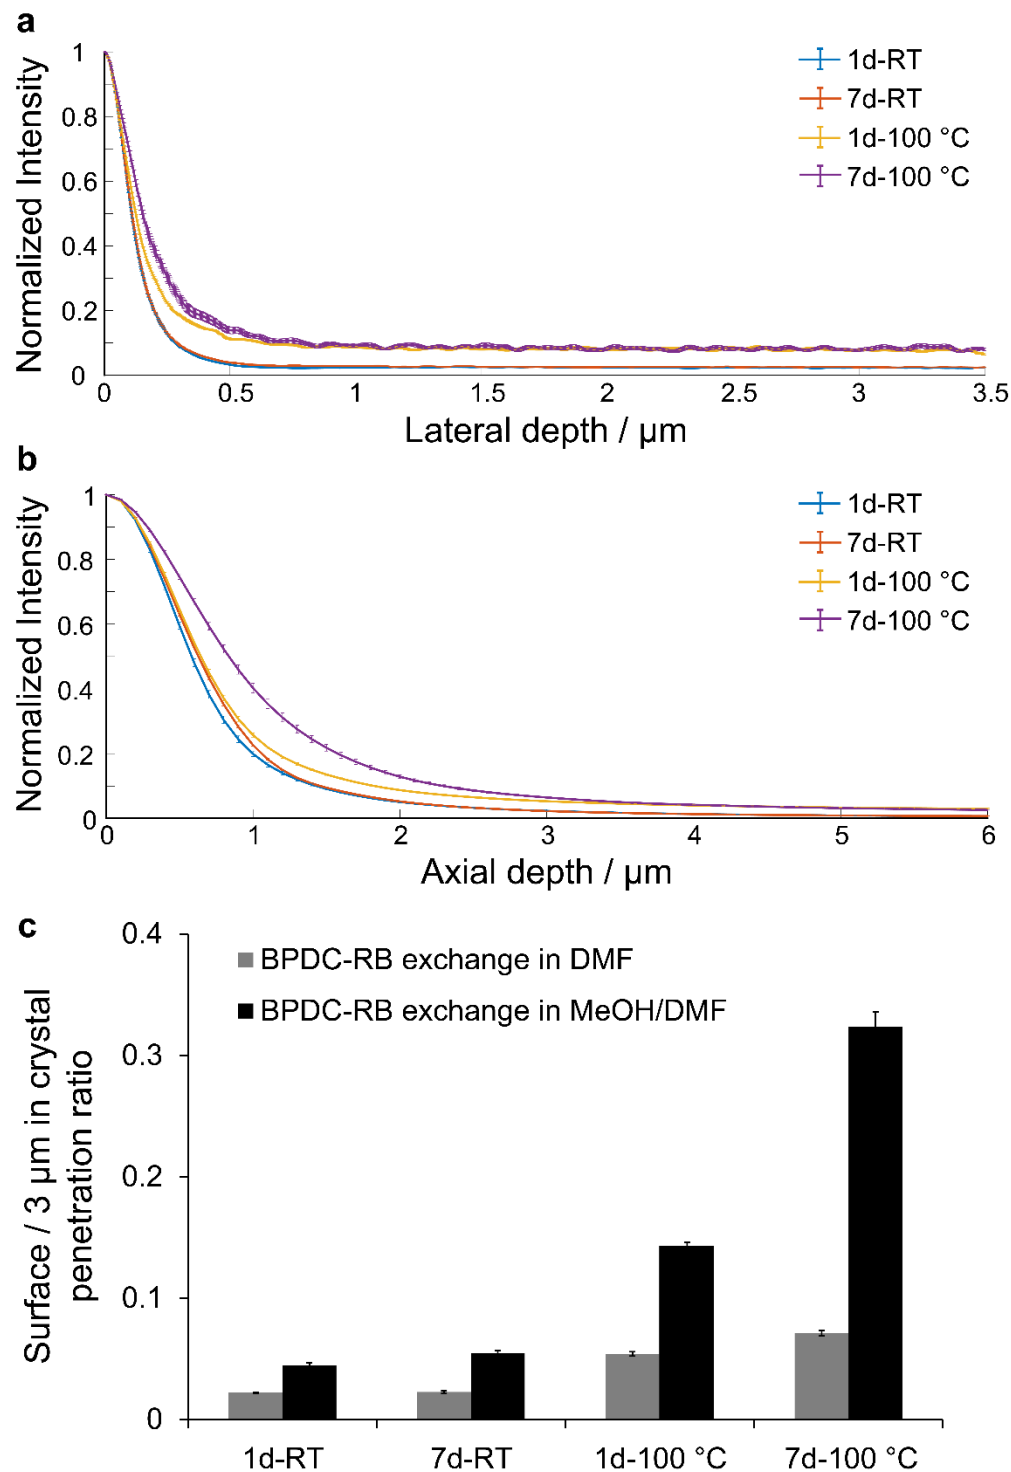 a
1
0.8
0.6
0.4
0.2
0
Normalized Intensity
1d-RT
7d-RT
1d-100 °C
7d-100 °C
0 0.5 1 1.5 2 2.5 3 3.5
Lateral depth / µm
b
1
0.8
0.6
0.4
0.2
0
Normalized Intensity
1d-RT
7d-RT
1d-100 °C
7d-100 °C
0 1 2 3 4 5 6
Axial depth / µm
c
0.4
0.3
0.2
0.1
0
Surface / 3 µm in crystal
penetration ratio
BPDC-RB exchange in DMF
BPDC-RB exchange in MeOH/DMF
1d-RT 7d-RT 1d-100 °C 7d-100 °C